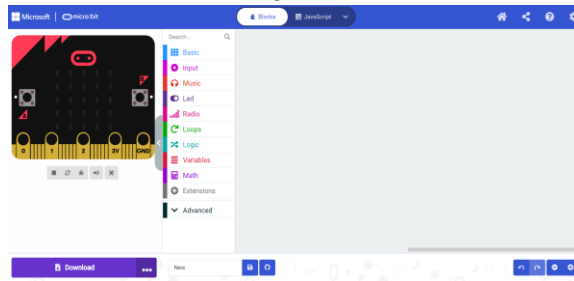 Microsoft micro:bit Blocks JavaScript
Search...
Basic
Input
Music
Led
Radio
Loops
Logic
Variables
Math
Extensions
Advanced
0 1 2 3V GND
Download New